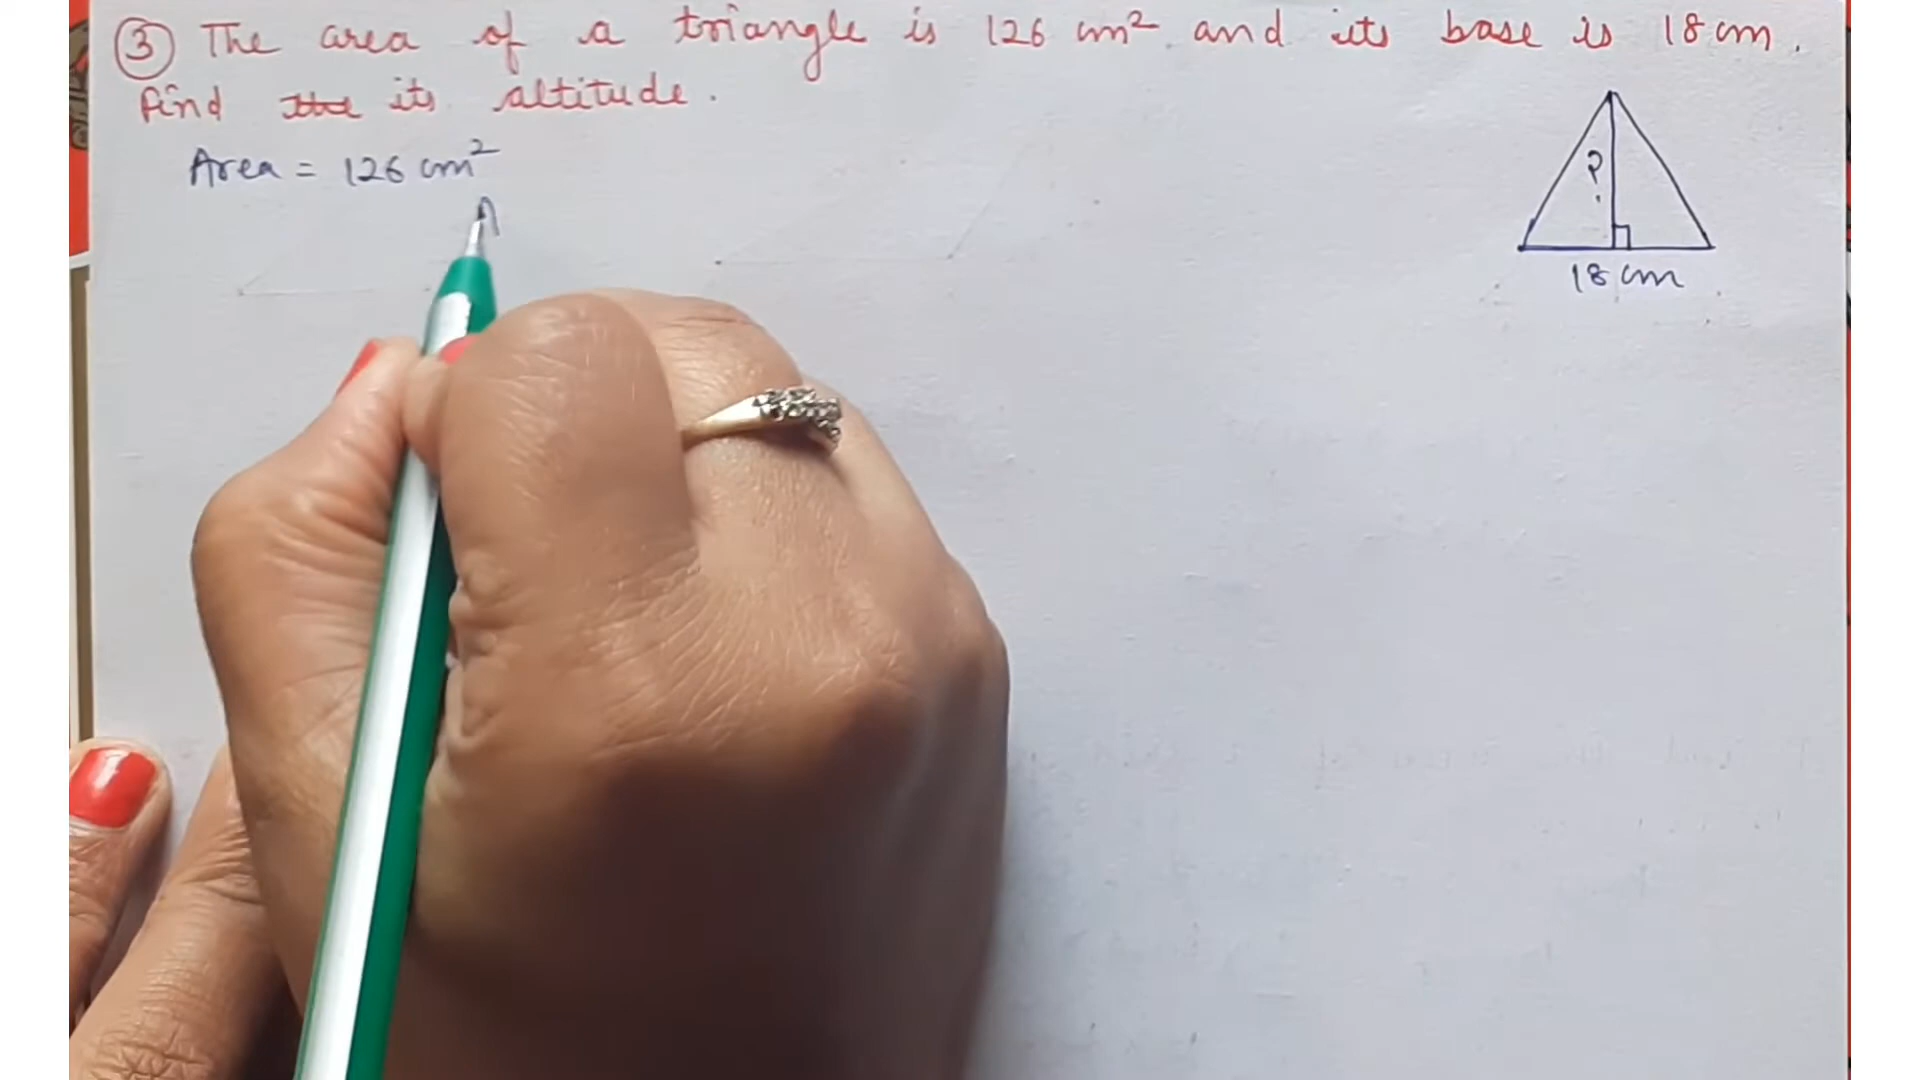 ③ The area of a triangle is 126 cm² and its base is 18 cm.
Find the its altitude.
Area = 126 cm²
?
18 cm